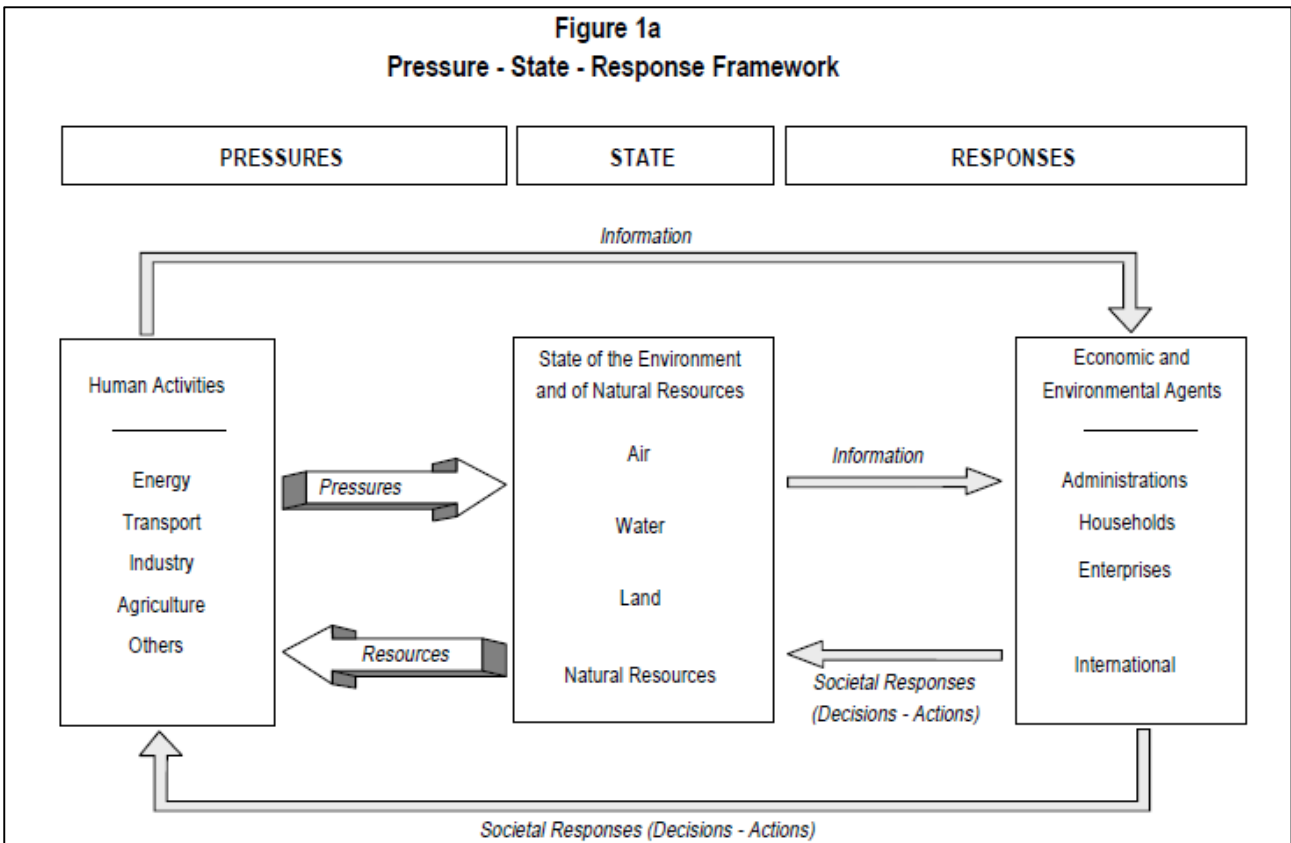 Figure 1a
Pressure - State - Response Framework
PRESSURES
STATE
RESPONSES
Information
Human Activities
Energy
Transport
Industry
Agriculture
Others
Pressures
Resources
State of the Environment
and of Natural Resources
Air
Water
Land
Natural Resources
Information
Societal Responses
(Decisions - Actions)
Economic and
Environmental Agents
Administrations
Households
Enterprises
International
Societal Responses (Decisions - Actions)